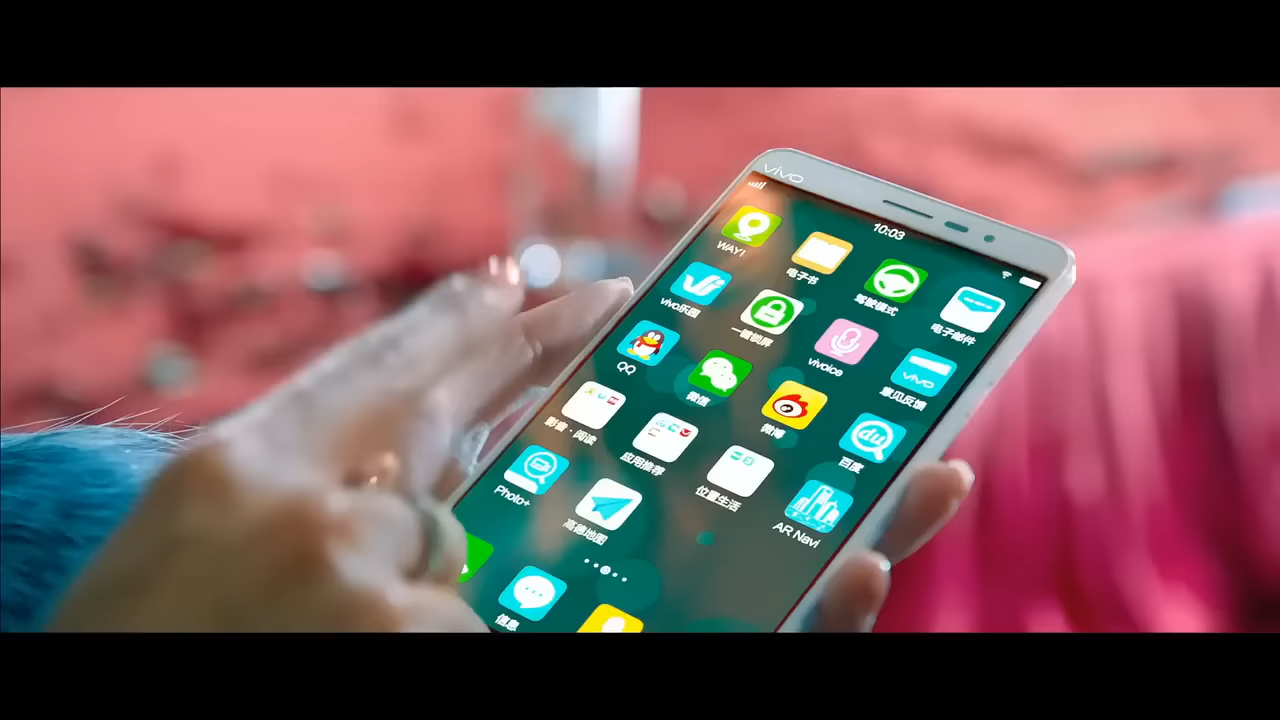 vivo
10:03
WAY!
电子书
驾驶模式
电子邮件
vivo乐园
一键锁屏
vivoice
vivo
意见反馈
QQ
微信
微博
du
百度
影音·阅读
应用推荐
位置生活
AR Navi
Photo+
高德地图
信息